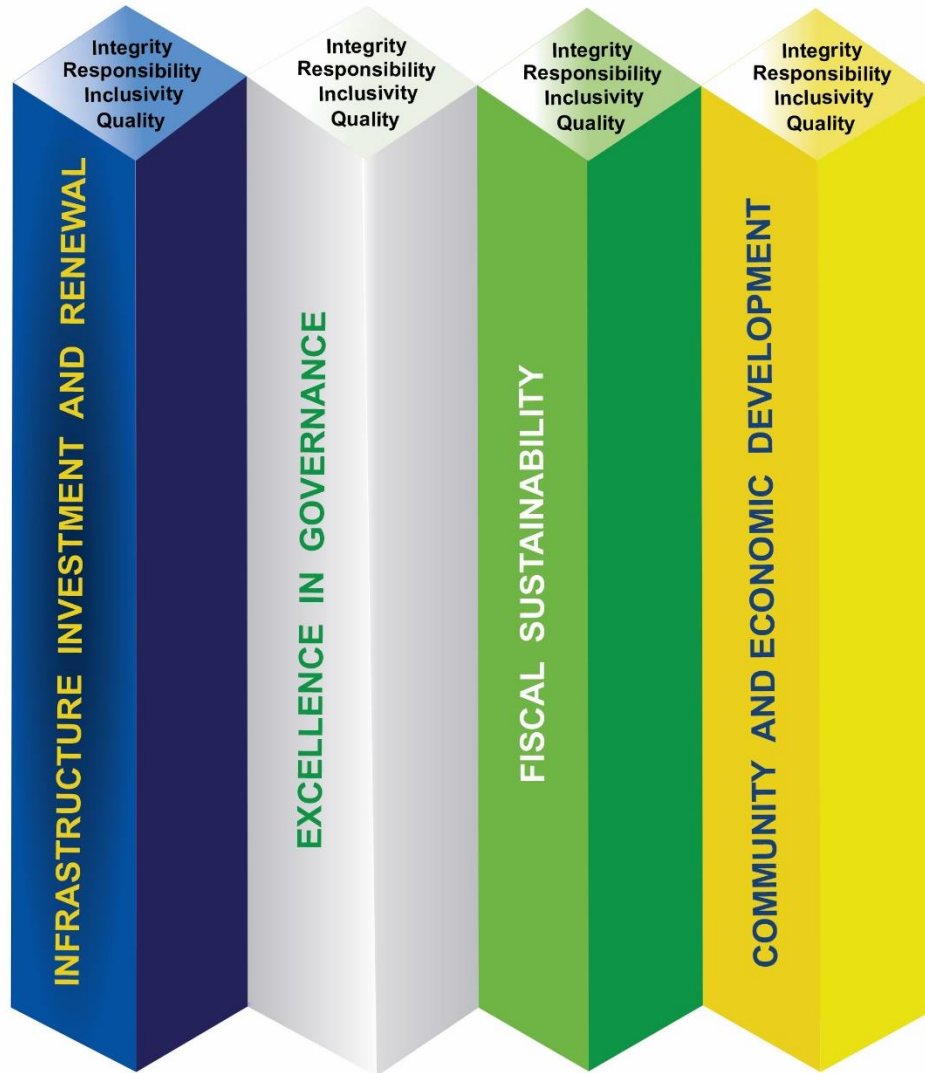 Integrity
Responsibility
Inclusivity
Quality
INFRASTRUCTURE INVESTMENT AND RENEWAL
Integrity
Responsibility
Inclusivity
Quality
EXCELLENCE IN GOVERNANCE
Integrity
Responsibility
Inclusivity
Quality
FISCAL SUSTAINABILITY
Integrity
Responsibility
Inclusivity
Quality
COMMUNITY AND ECONOMIC DEVELOPMENT